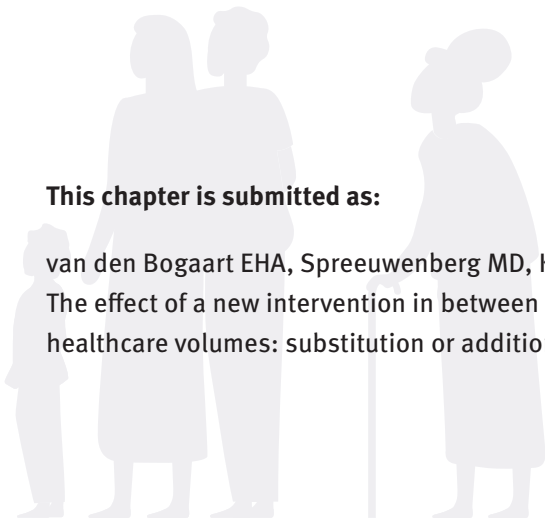 This chapter is submitted as:
van den Bogaart EHA, Spreeuwenberg MD,
The effect of a new intervention in between
healthcare volumes: substitution or